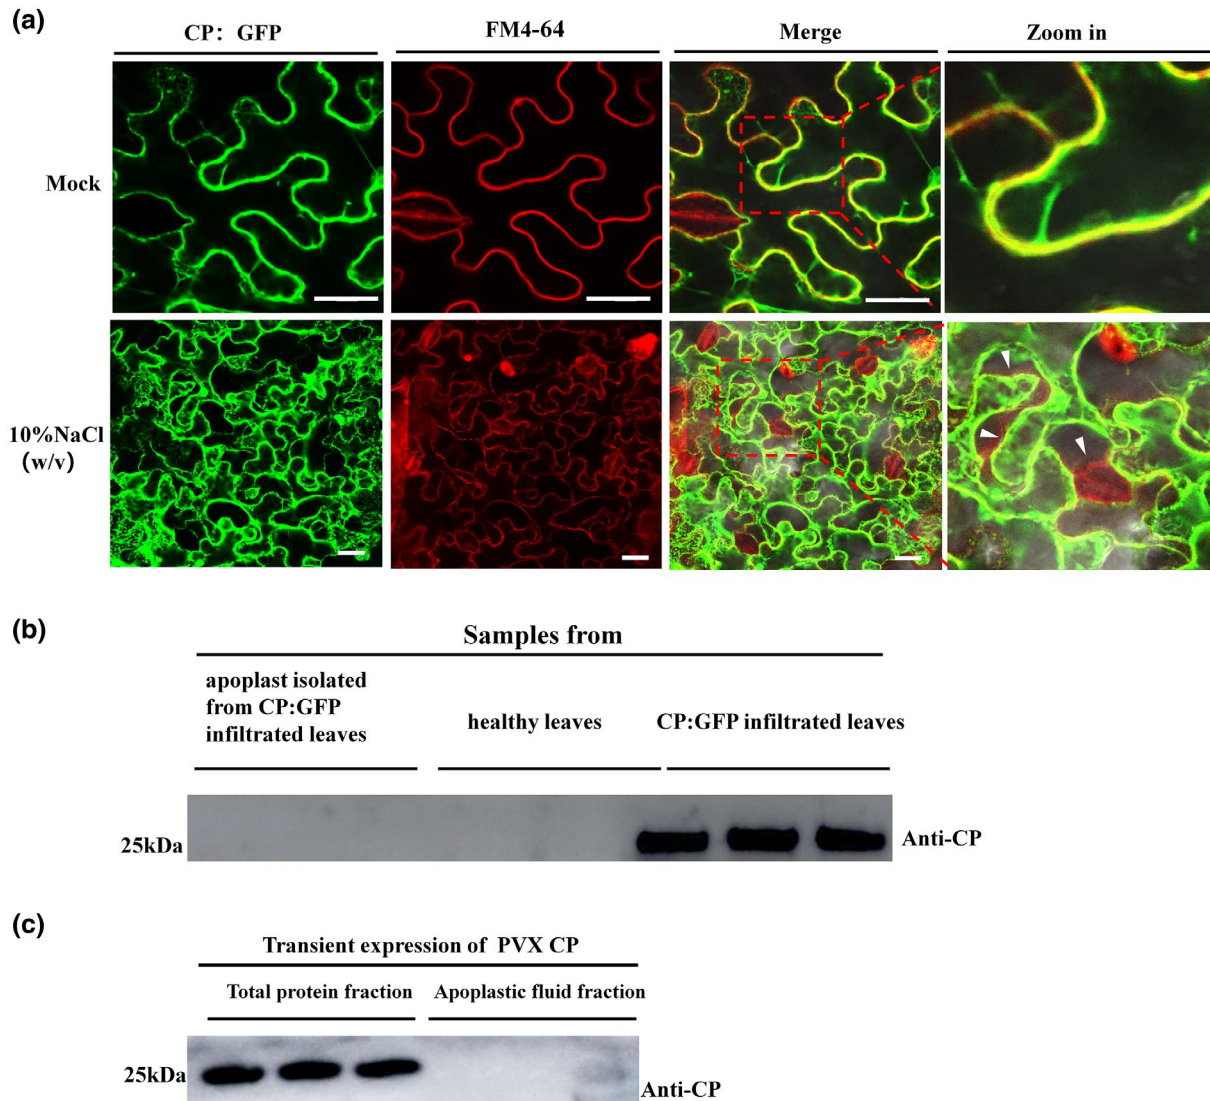 (a)
CP: GFP
FM4-64
Merge
Zoom in
Mock
10%NaCl
(w/v)
(b)
Samples from
apoplast isolated
from CP:GFP
infiltrated leaves
healthy leaves
CP:GFP infiltrated leaves
25kDa
Anti-CP
(c)
Transient expression of PVX CP
Total protein fraction
Apoplastic fluid fraction
25kDa
Anti-CP